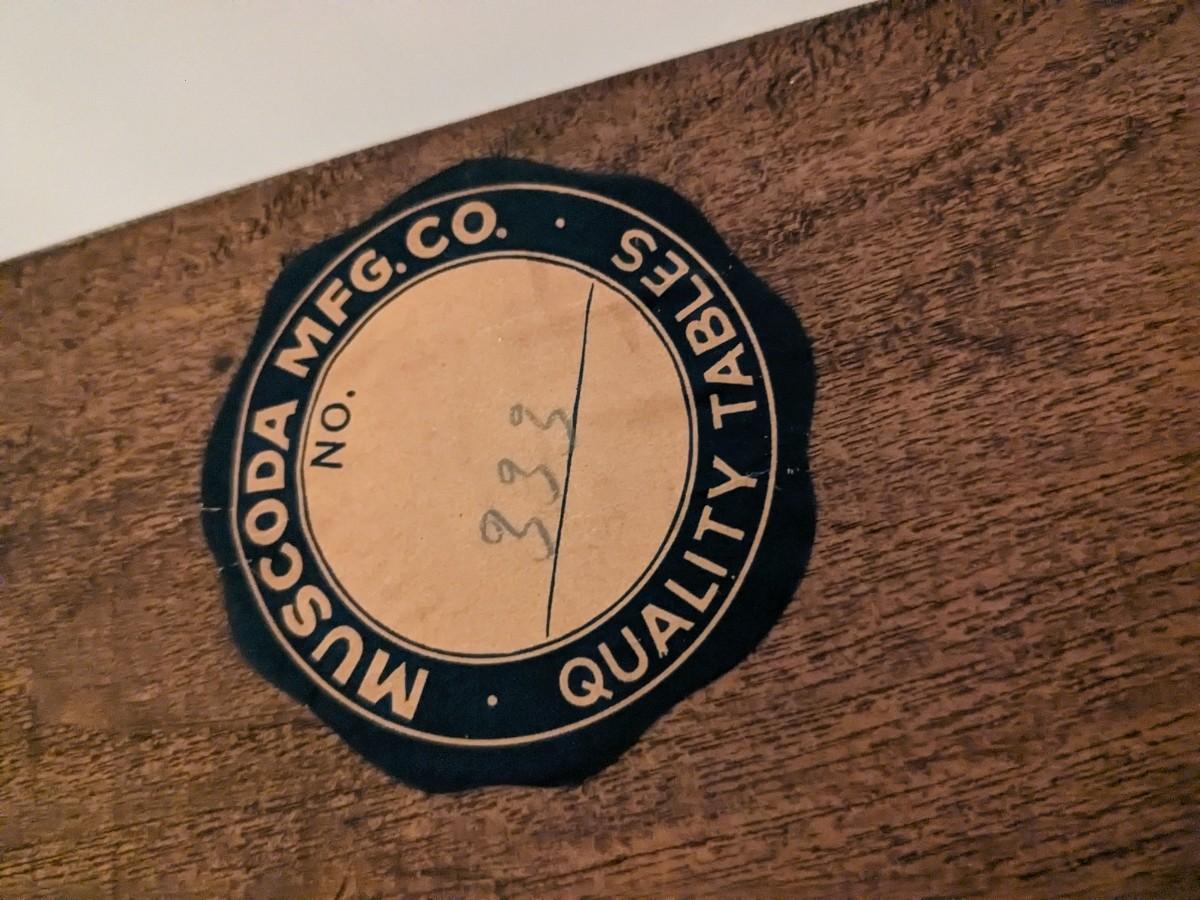 MUSCODA MFG. CO.
NO.
333
QUALITY TABLES